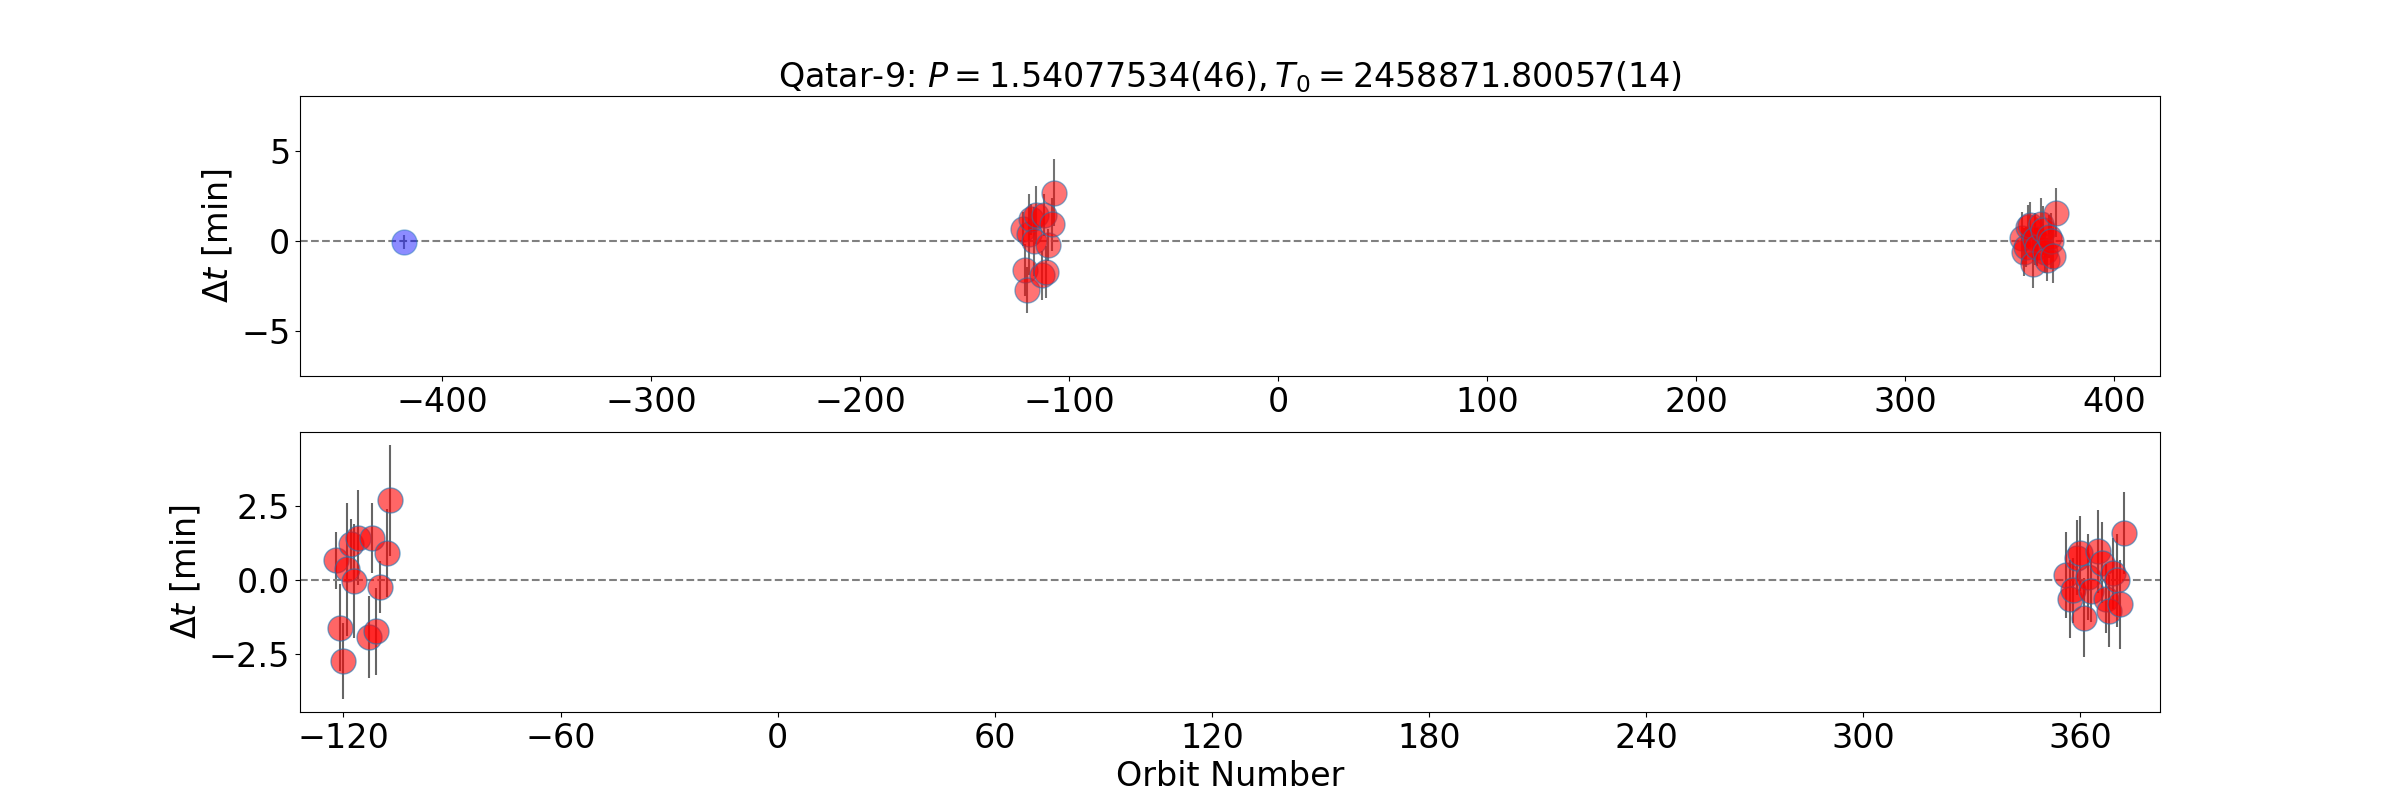 Qatar-9: P = 1.54077534(46), T₀ = 2458871.80057(14)
Δt [min]
5
0
−5
−400 −300 −200 −100 0 100 200 300 400
Δt [min]
2.5
0.0
−2.5
−120 −60 0 60 120 180 240 300 360
Orbit Number